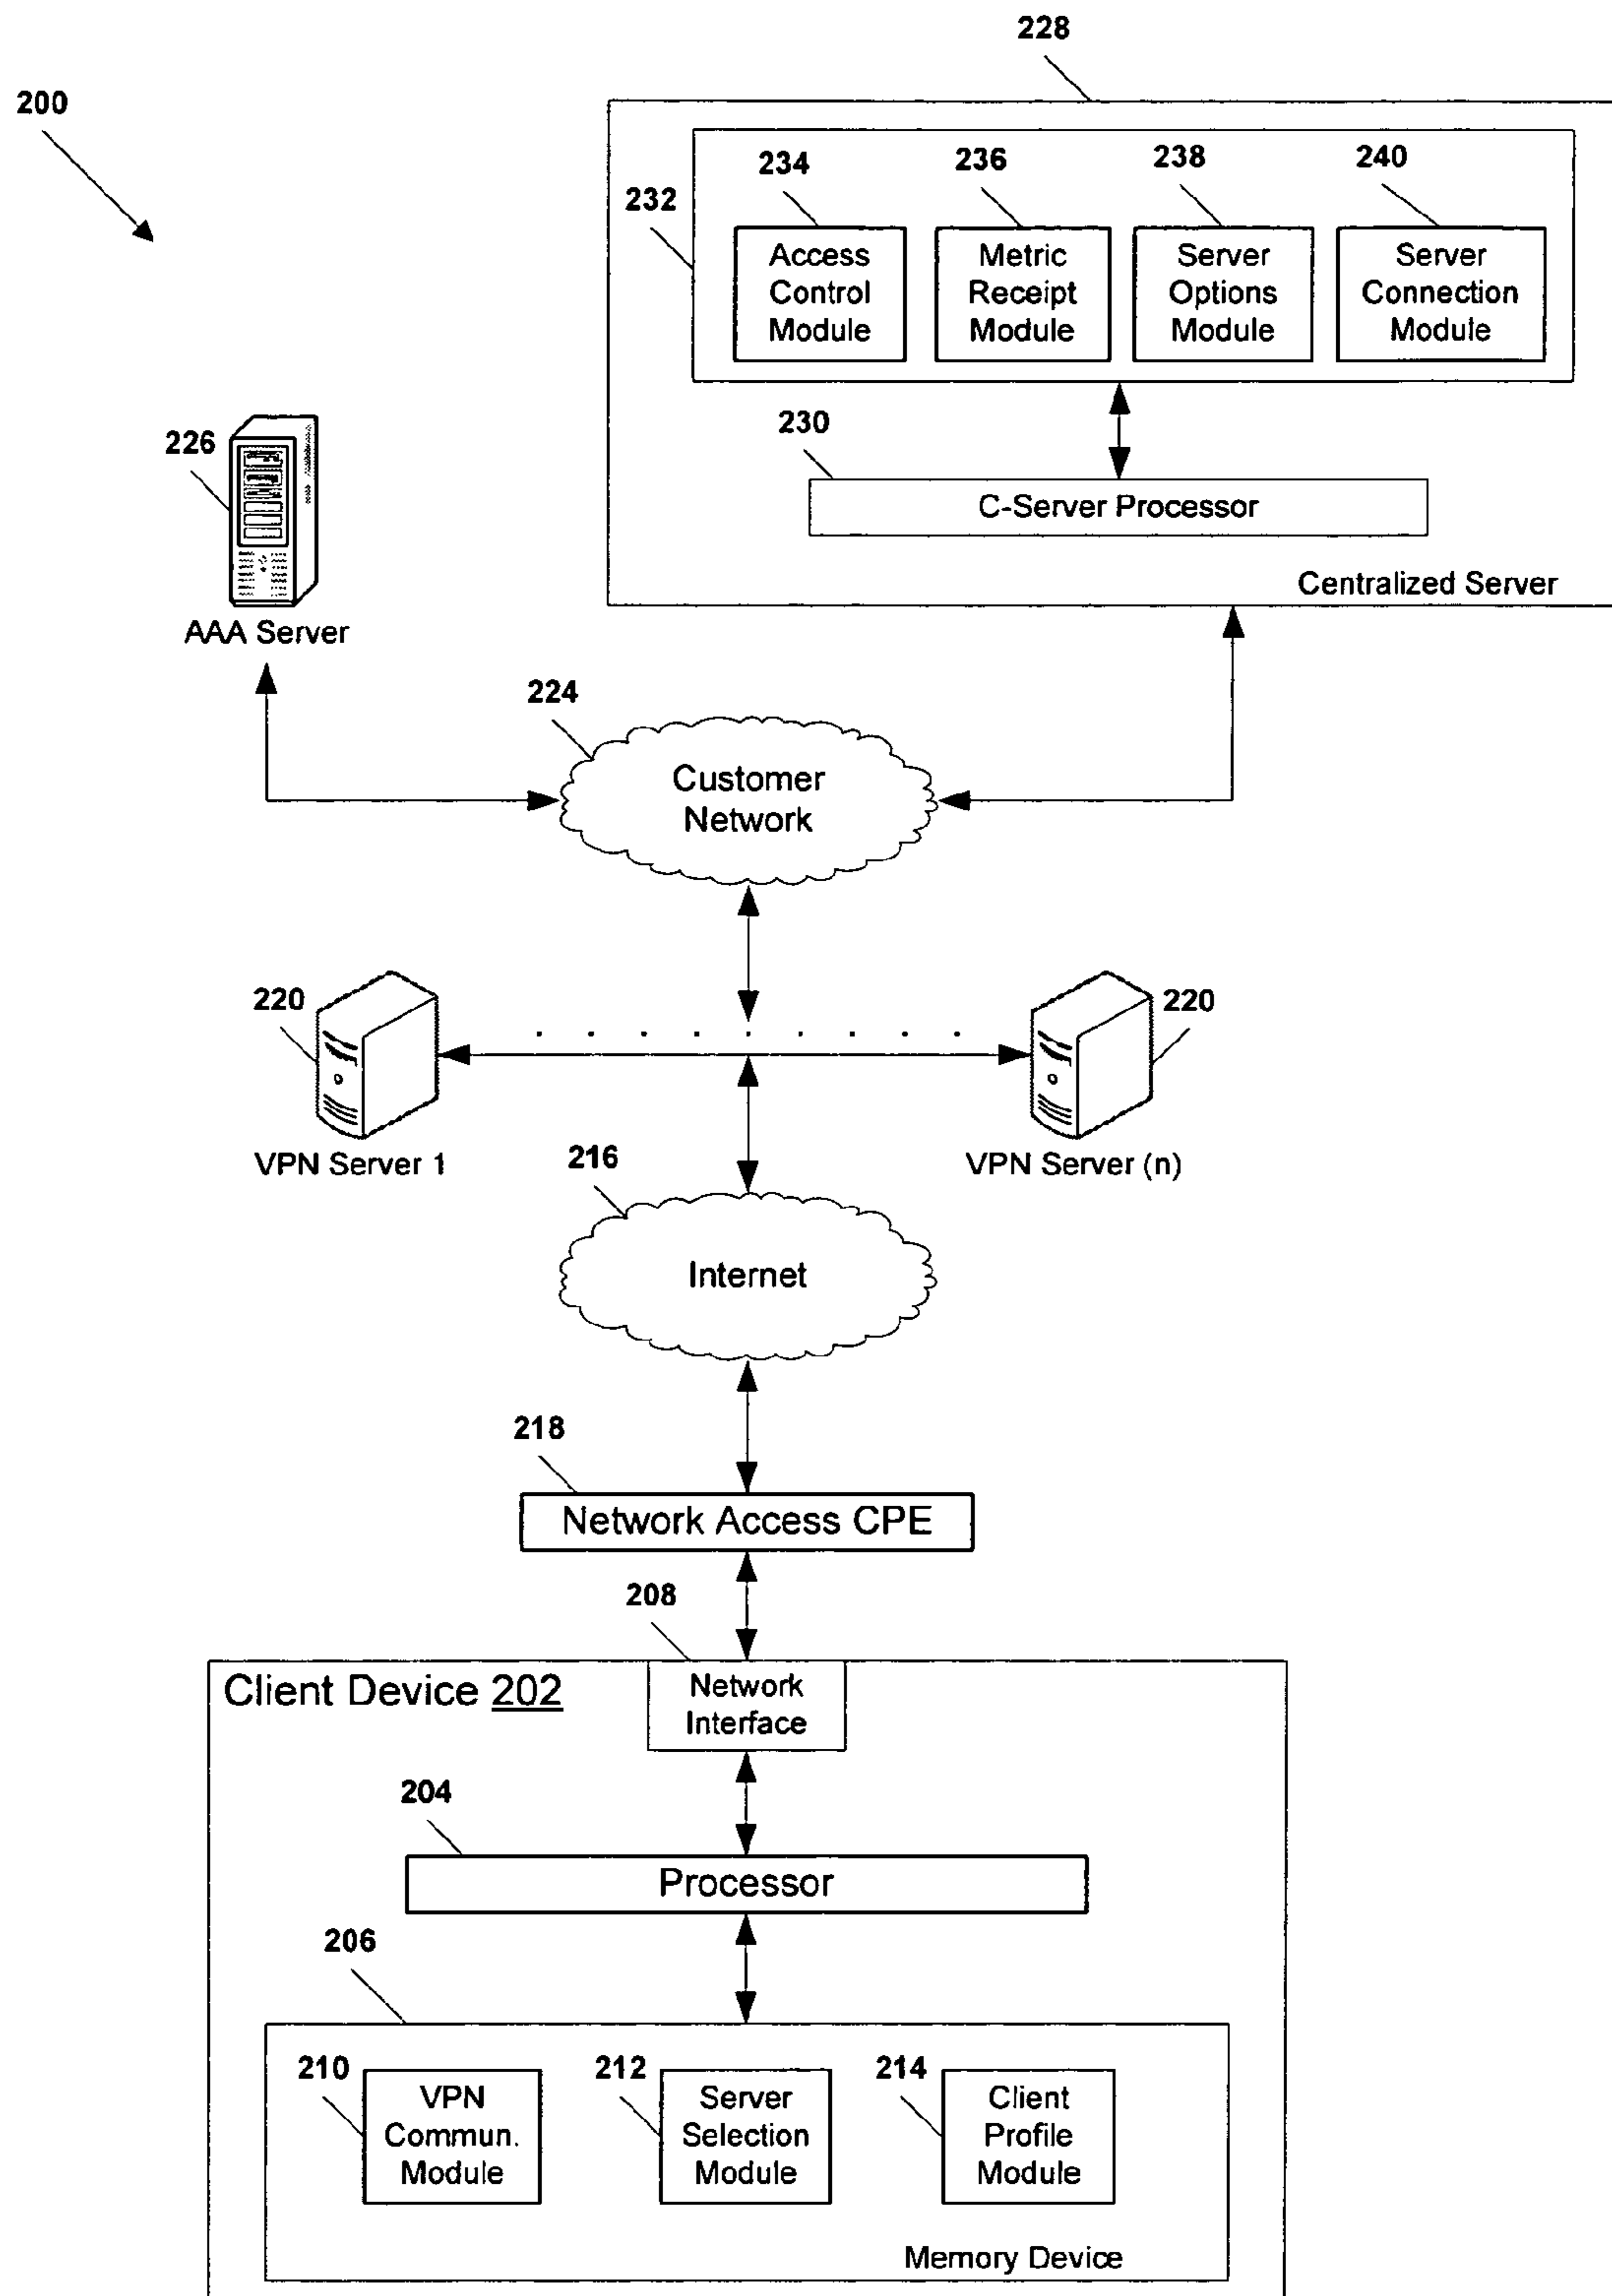 228
200
234
236
238
240
232
Access
Control
Module
Metric
Receipt
Module
Server
Options
Module
Server
Connection
Module
230
226
C-Server Processor
Centralized Server
AAA Server
224
Customer
Network
220
220
VPN Server 1
VPN Server (n)
216
Internet
218
Network Access CPE
208
Client Device 202
Network
Interface
204
Processor
206
210
VPN
Commun.
Module
212
Server
Selection
Module
214
Client
Profile
Module
Memory Device